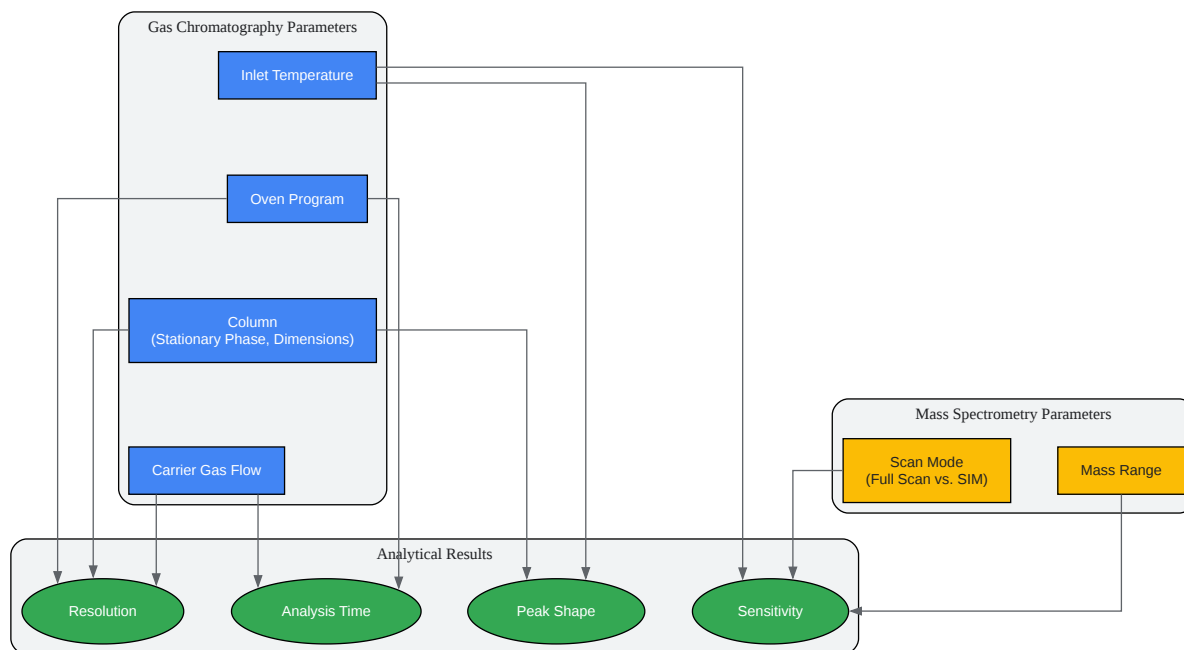 Gas Chromatography Parameters
Inlet Temperature
Oven Program
Column
(Stationary Phase, Dimensions)
Carrier Gas Flow
Mass Spectrometry Parameters
Scan Mode
(Full Scan vs. SIM)
Mass Range
Analytical Results
Resolution
Analysis Time
Peak Shape
Sensitivity